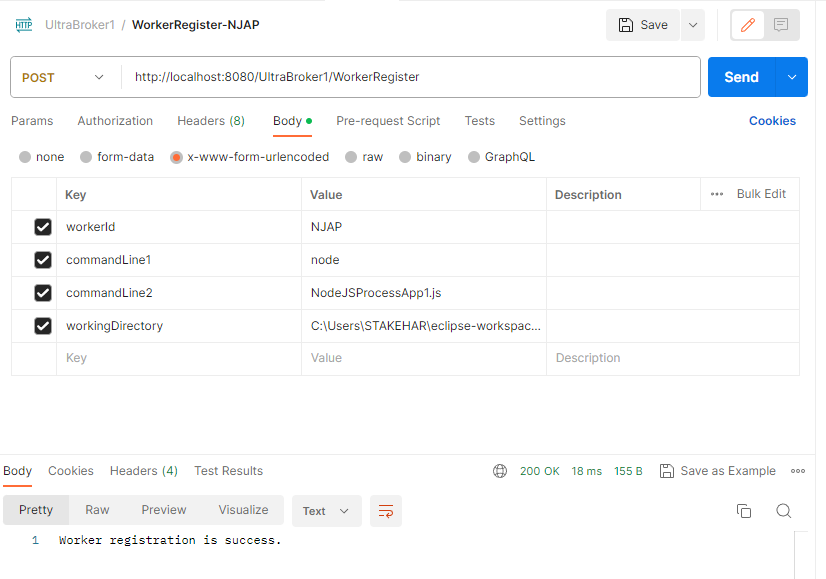 HTTP UltraBroker1 / WorkerRegister-NJAP Save
POST http://localhost:8080/UltraBroker1/WorkerRegister Send
Params Authorization Headers (8) Body Pre-request Script Tests Settings Cookies
none form-data x-www-form-urlencoded raw binary GraphQL
Key Value Description Bulk Edit
workerId NJAP
commandLine1 node
commandLine2 NodeJSProcessApp1.js
workingDirectory C:\Users\STAKEHAR\eclipse-workspac...
Key Value Description
Body Cookies Headers (4) Test Results 200 OK 18 ms 155 B Save as Example
Pretty Raw Preview Visualize Text
1 Worker registration is success.